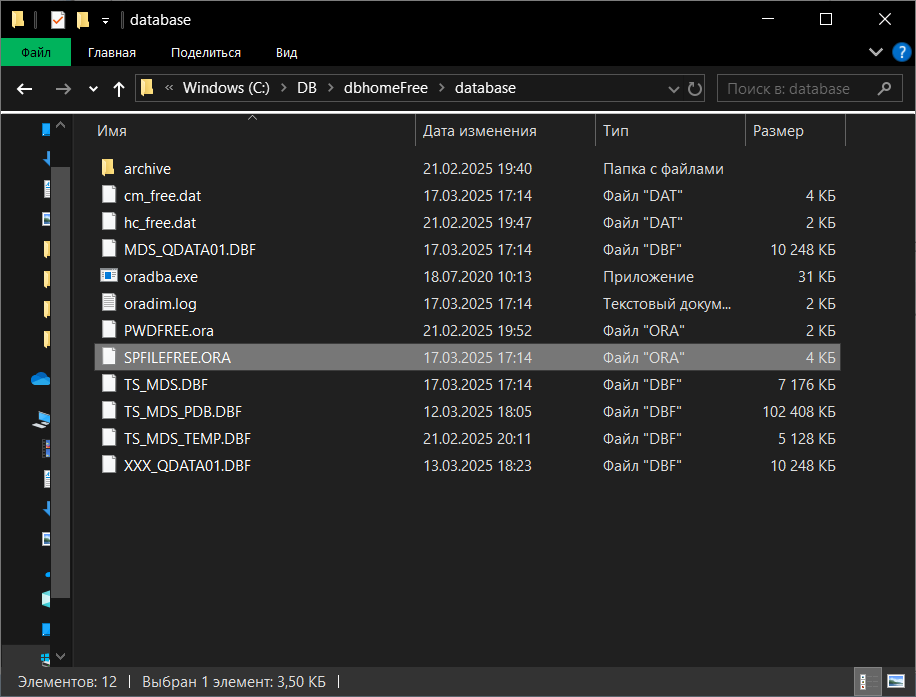 database
Файл Главная Поделиться Вид ?
« Windows (C:) > DB > dbhomeFree > database Поиск в: database
Имя Дата изменения Тип Размер
archive 21.02.2025 19:40 Папка с файлами
cm_free.dat 17.03.2025 17:14 Файл "DAT" 4 КБ
hc_free.dat 21.02.2025 19:47 Файл "DAT" 2 КБ
MDS_QDATA01.DBF 17.03.2025 17:14 Файл "DBF" 10 248 КБ
oradba.exe 18.07.2020 10:13 Приложение 31 КБ
oradim.log 17.03.2025 17:14 Текстовый докум... 2 КБ
PWDFREE.ora 21.02.2025 19:52 Файл "ORA" 2 КБ
SPFILEFREE.ORA 17.03.2025 17:14 Файл "ORA" 4 КБ
TS_MDS.DBF 17.03.2025 17:14 Файл "DBF" 7 176 КБ
TS_MDS_PDB.DBF 12.03.2025 18:05 Файл "DBF" 102 408 КБ
TS_MDS_TEMP.DBF 21.02.2025 20:11 Файл "DBF" 5 128 КБ
XXX_QDATA01.DBF 13.03.2025 18:23 Файл "DBF" 10 248 КБ
Элементов: 12 | Выбран 1 элемент: 3,50 КБ |